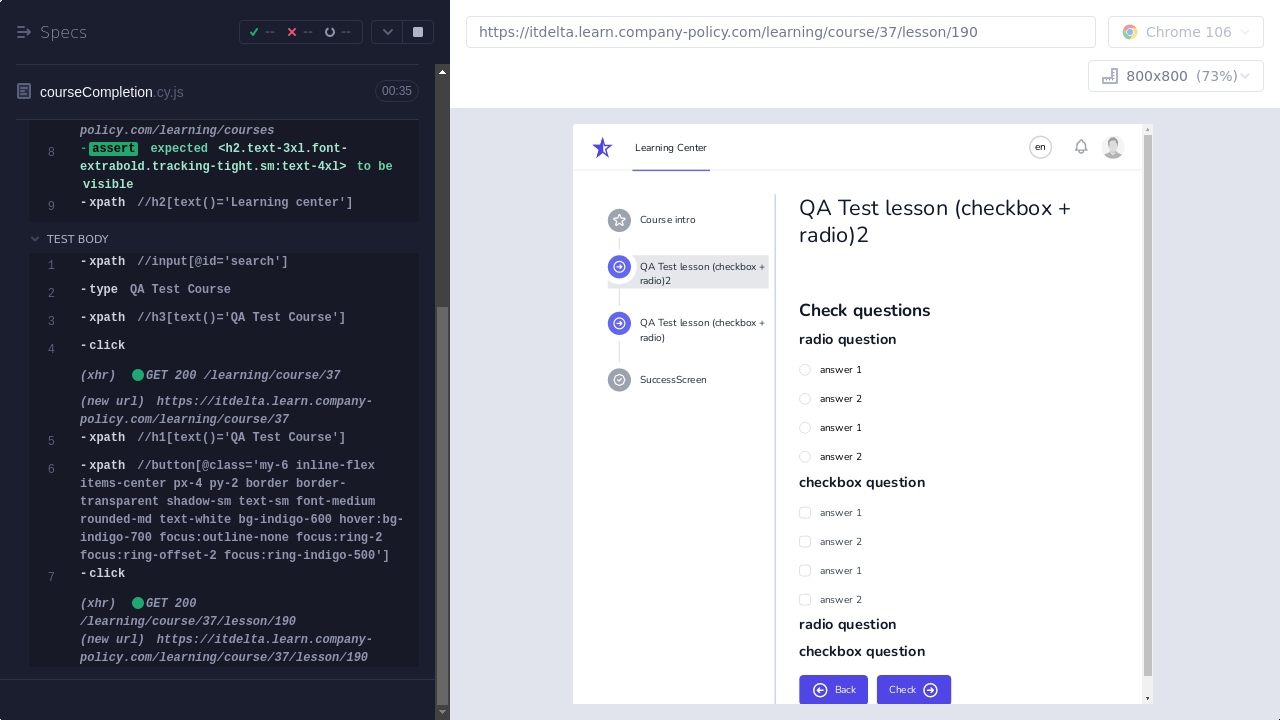 Specs
--
--
--
https://itdelta.learn.company-policy.com/learning/course/37/lesson/190
Chrome 106
800x800 (73%)
courseCompletion.cy.js
00:35
policy.com/learning/courses
8 -assert expected <h2.text-3xl.font-
extrabold.tracking-tight.sm:text-4xl> to be
visible
9 -xpath //h2[text()='Learning center']
TEST BODY
1 -xpath //input[@id='search']
2 -type QA Test Course
3 -xpath //h3[text()='QA Test Course']
4 -click
(xhr) GET 200 /learning/course/37
(new url) https://itdelta.learn.company-
policy.com/learning/course/37
5 -xpath //h1[text()='QA Test Course']
6 -xpath //button[@class='my-6 inline-flex
items-center px-4 py-2 border border-
transparent shadow-sm text-sm font-medium
rounded-md text-white bg-indigo-600 hover:bg-
indigo-700 focus:outline-none focus:ring-2
focus:ring-offset-2 focus:ring-indigo-500']
7 -click
(xhr) GET 200
/learning/course/37/lesson/190
(new url) https://itdelta.learn.company-
policy.com/learning/course/37/lesson/190
Learning Center
en
Course intro
QA Test lesson (checkbox +
radio)2
QA Test lesson (checkbox +
radio)
SuccessScreen
QA Test lesson (checkbox +
radio)2
Check questions
radio question
answer 1
answer 2
answer 1
answer 2
checkbox question
answer 1
answer 2
answer 1
answer 2
radio question
checkbox question
Back
Check